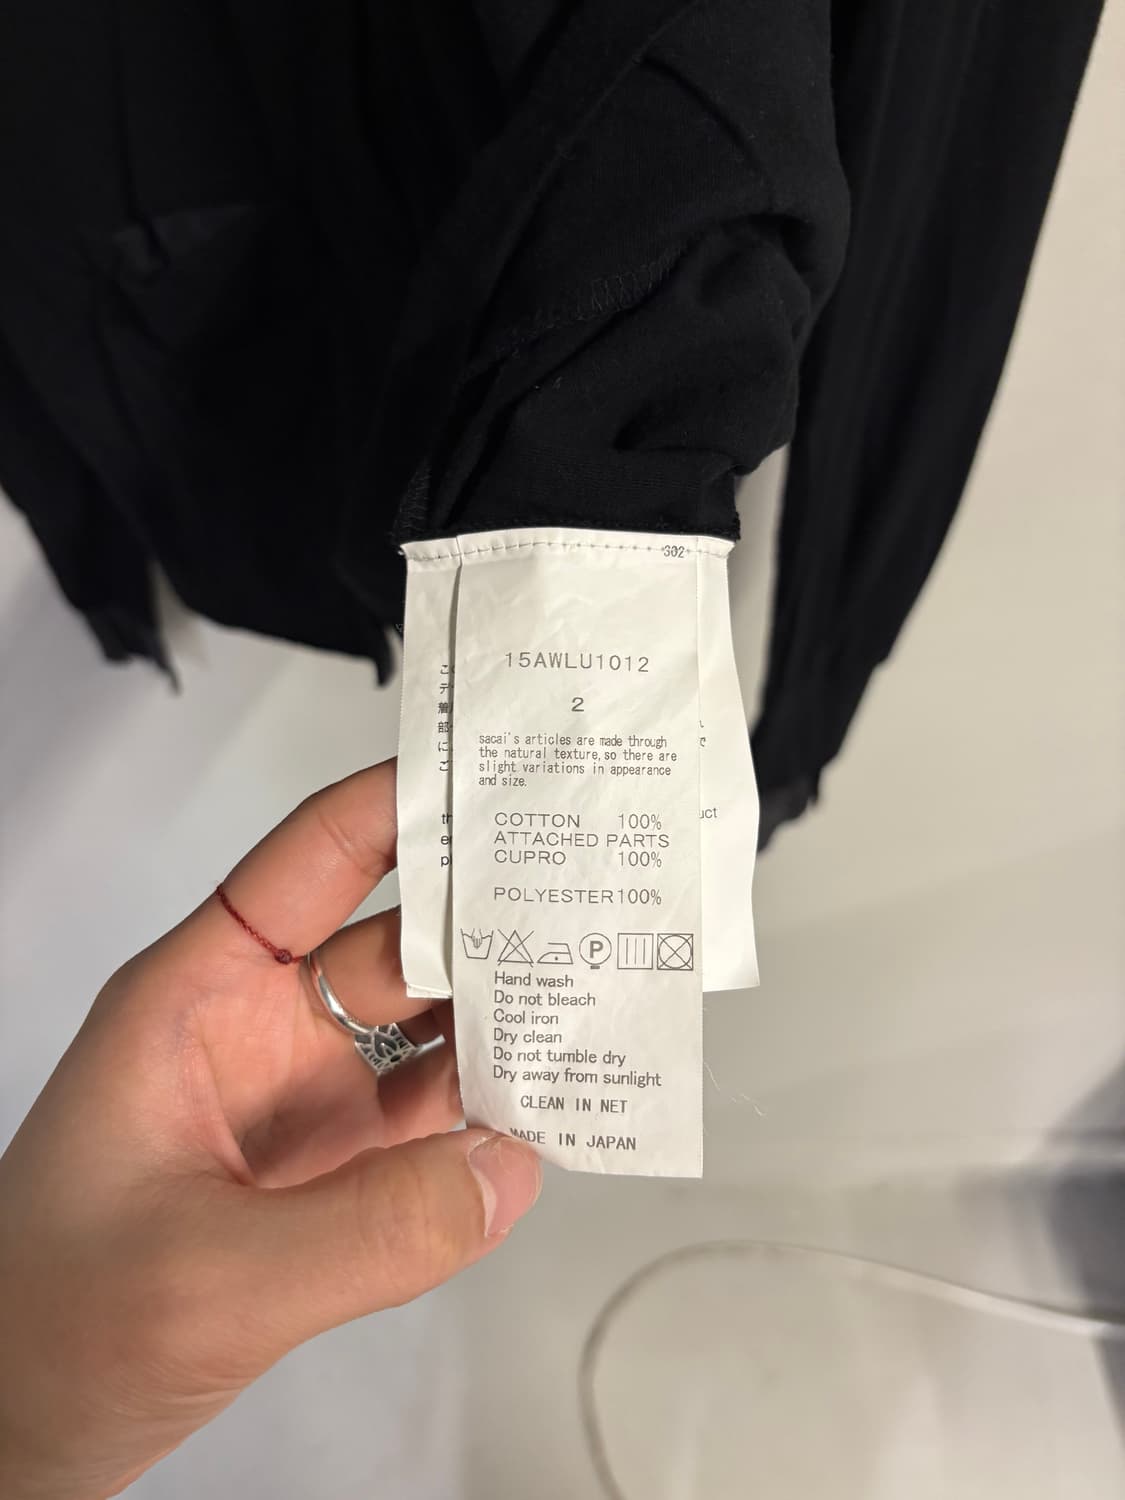 302
15AWLU1012
2
sacai's articles are made through
the natural texture, so there are
slight variations in appearance
and size.
COTTON 100%
ATTACHED PARTS
CUPRO 100%
POLYESTER 100%
P
Hand wash
Do not bleach
Cool iron
Dry clean
Do not tumble dry
Dry away from sunlight
CLEAN IN NET
MADE IN JAPAN